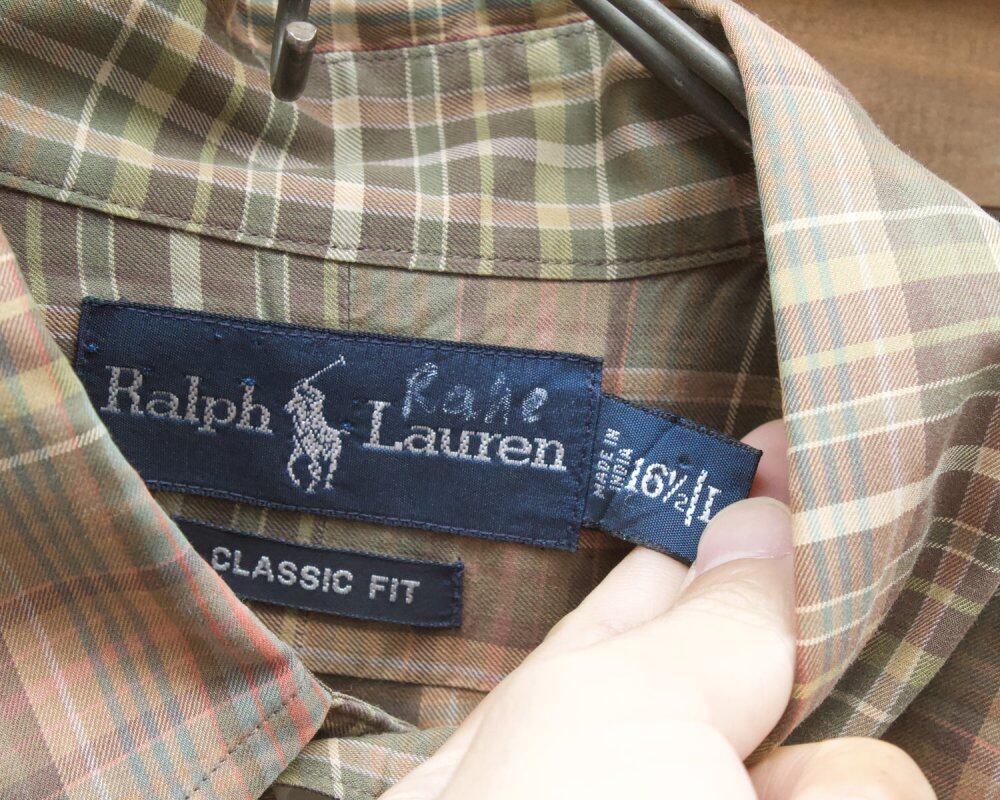 Ralph Lauren
Rahe
MADE IN
INDIA
16½/L
CLASSIC FIT